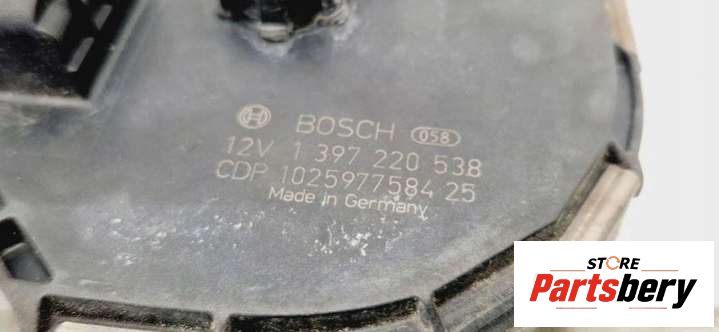 BOSCH 058
12V 1 397 220 538
CDP 1025977584 25
Made in Germany
STORE
Partsbery